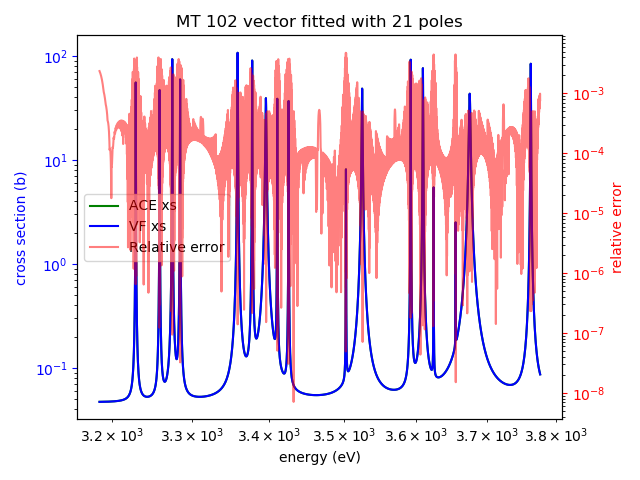 MT 102 vector fitted with 21 poles
cross section (b)
10²
10¹
10⁰
10⁻¹
ACE xs
VF xs
Relative error
10⁻³
10⁻⁴
10⁻⁵
10⁻⁶
10⁻⁷
10⁻⁸
relative error
3.2 × 10³ 3.3 × 10³ 3.4 × 10³ 3.5 × 10³ 3.6 × 10³ 3.7 × 10³ 3.8 × 10³
energy (eV)